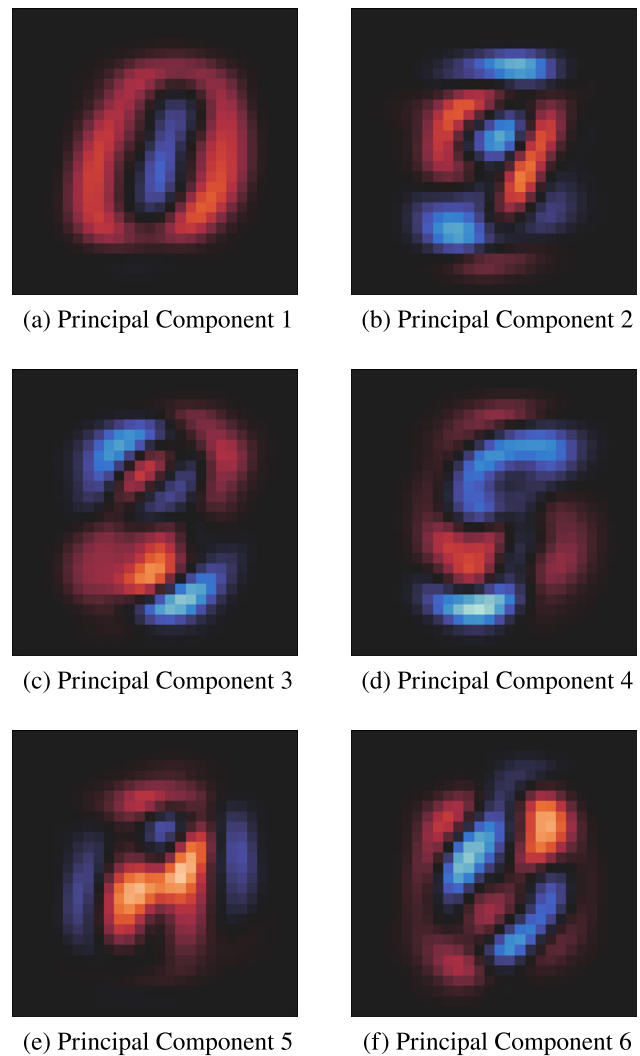 (a) Principal Component 1
(b) Principal Component 2
(c) Principal Component 3
(d) Principal Component 4
(e) Principal Component 5
(f) Principal Component 6